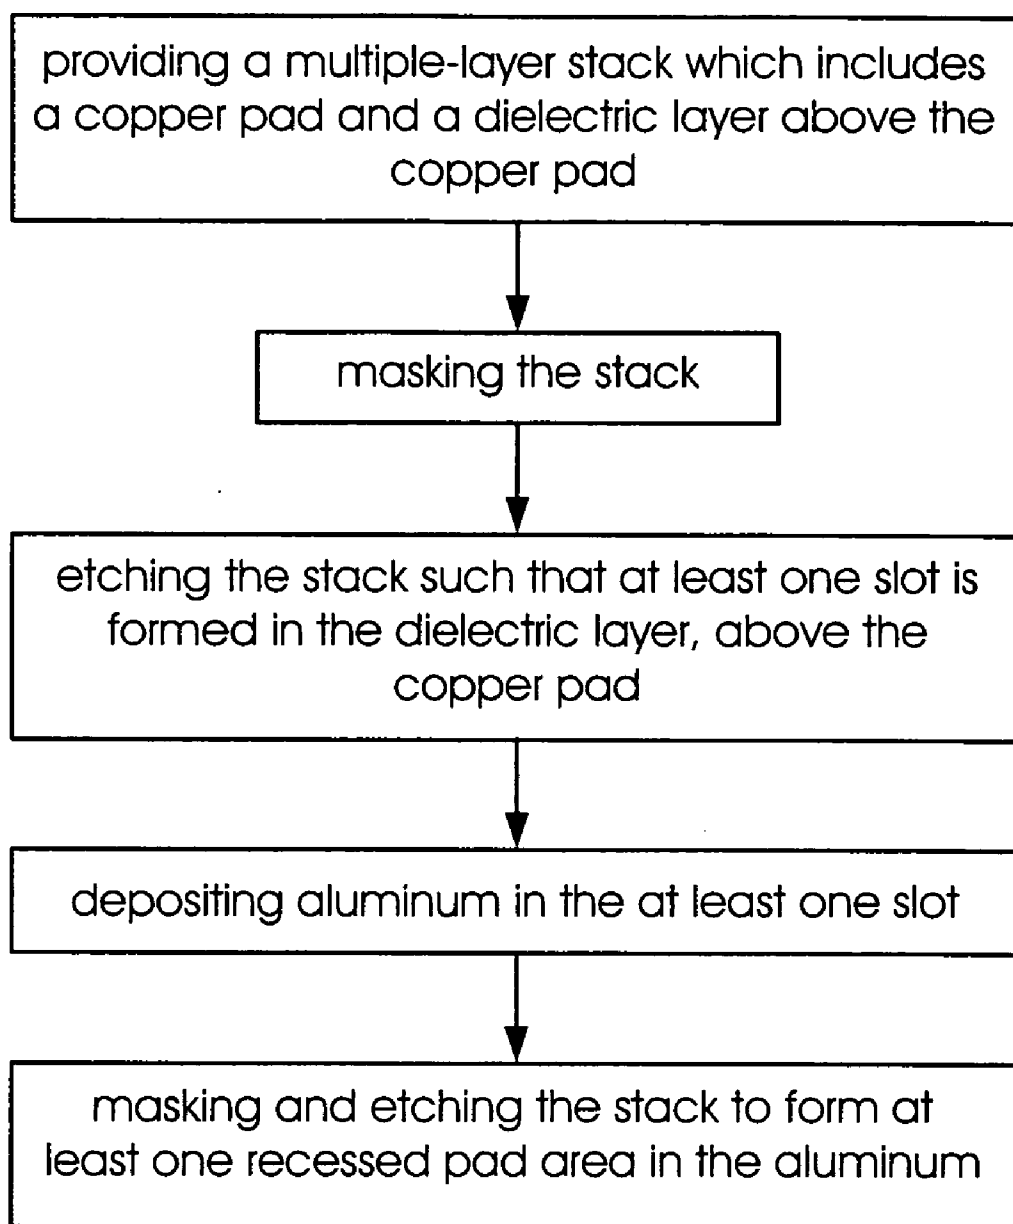 providing a multiple-layer stack which includes
a copper pad and a dielectric layer above the
copper pad
masking the stack
etching the stack such that at least one slot is
formed in the dielectric layer, above the
copper pad
depositing aluminum in the at least one slot
masking and etching the stack to form at
least one recessed pad area in the aluminum